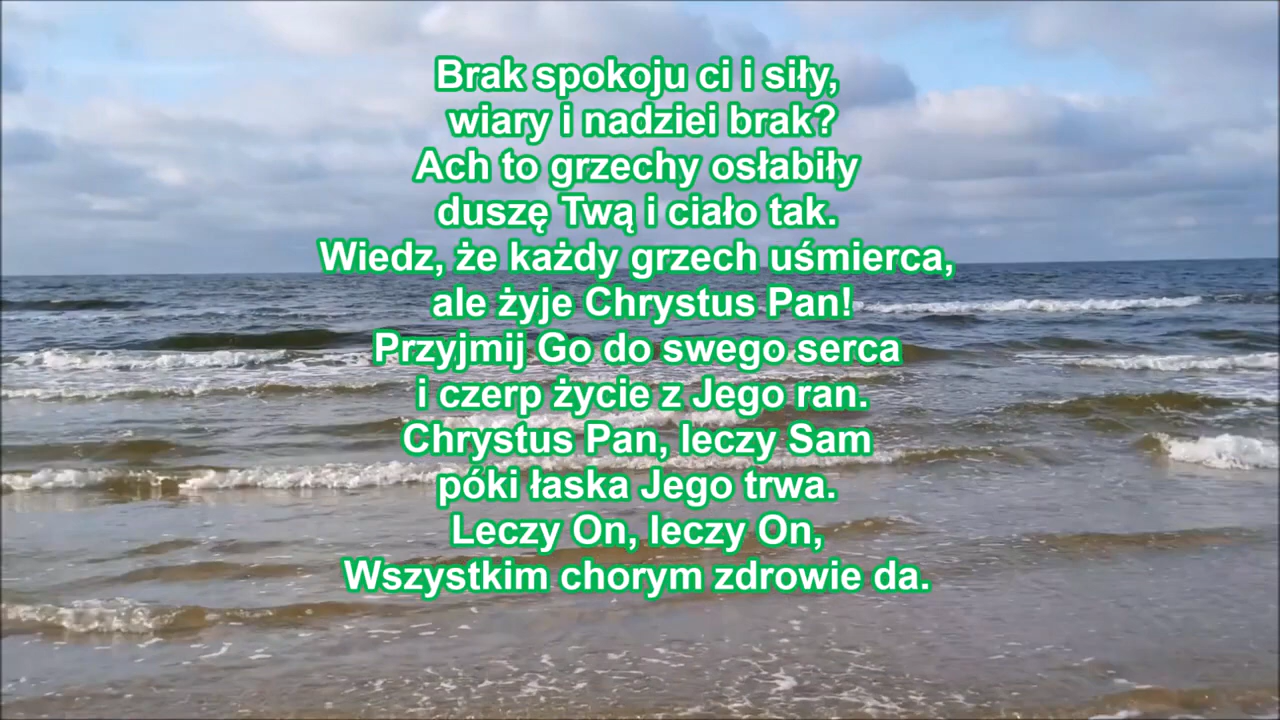 Brak spokoju ci i siły,
wiary i nadziei brak?
Ach to grzechy osłabiły
duszę Twą i ciało tak.
Wiedz, że każdy grzech uśmierca,
ale żyje Chrystus Pan!
Przyjmij Go do swego serca
i czerp życie z Jego ran.
Chrystus Pan, leczy Sam
póki łaska Jego trwa.
Leczy On, leczy On,
Wszystkim chorym zdrowie da.